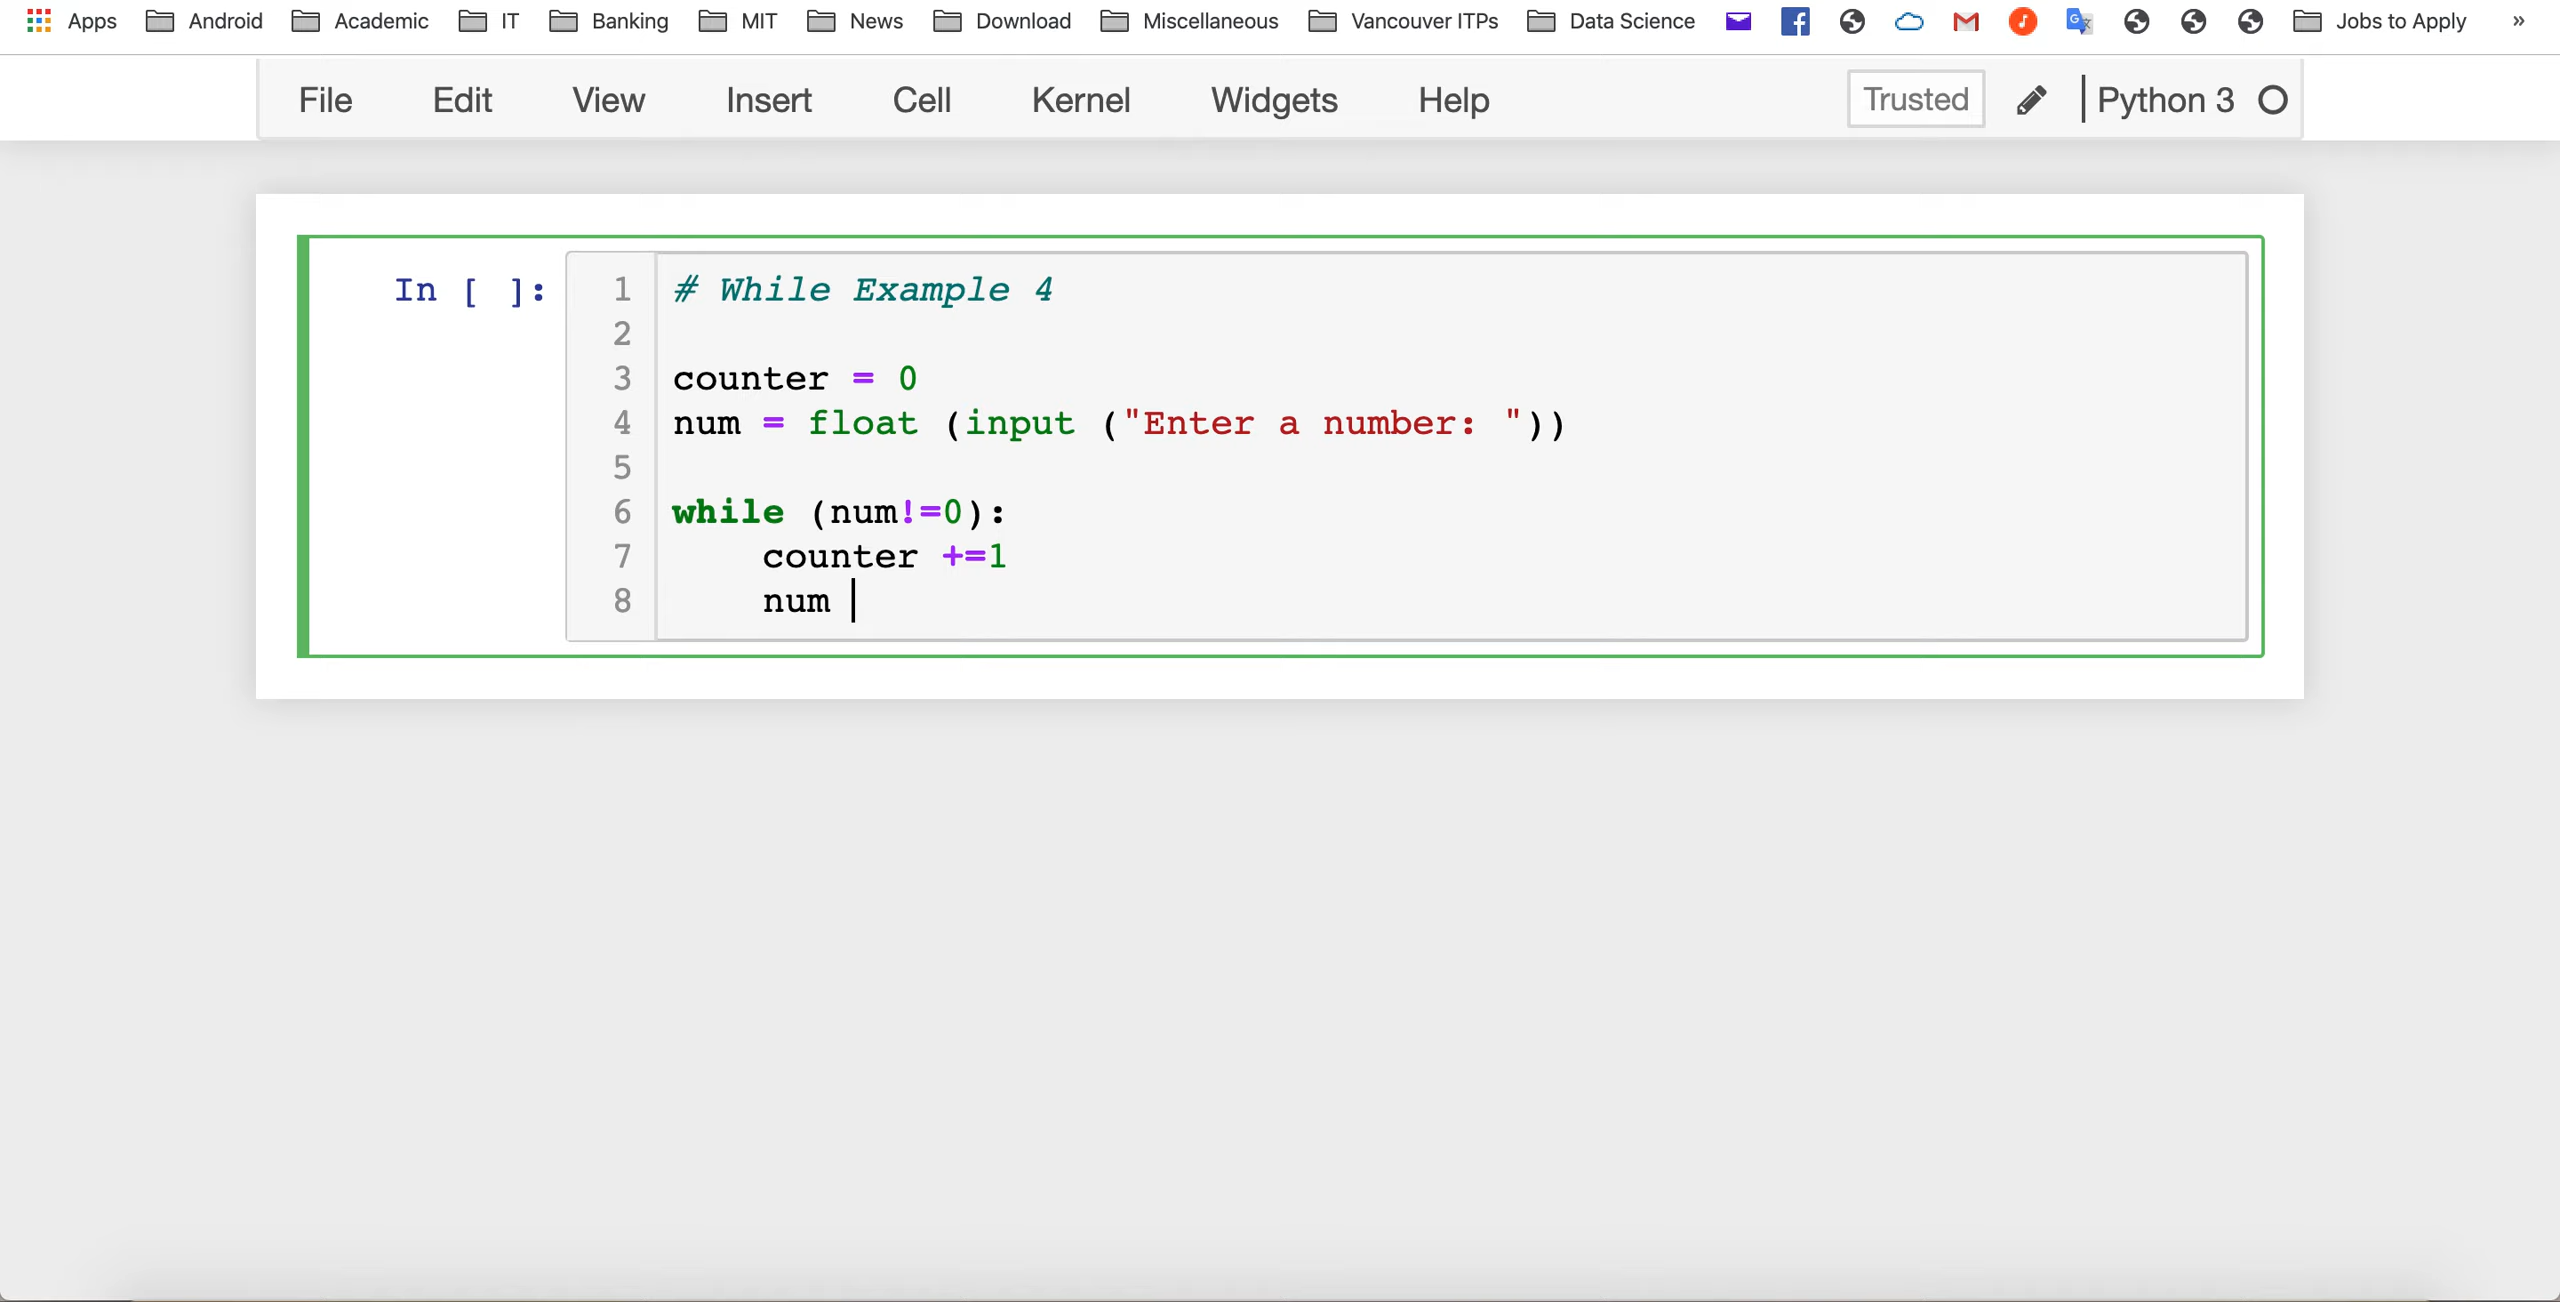 Apps Android Academic IT Banking MIT News Download Miscellaneous Vancouver ITPs Data Science Jobs to Apply »
File Edit View Insert Cell Kernel Widgets Help Trusted Python 3
In [ ]:
1 # While Example 4
2
3 counter = 0
4 num = float (input ("Enter a number: "))
5
6 while (num!=0):
7 counter +=1
8 num